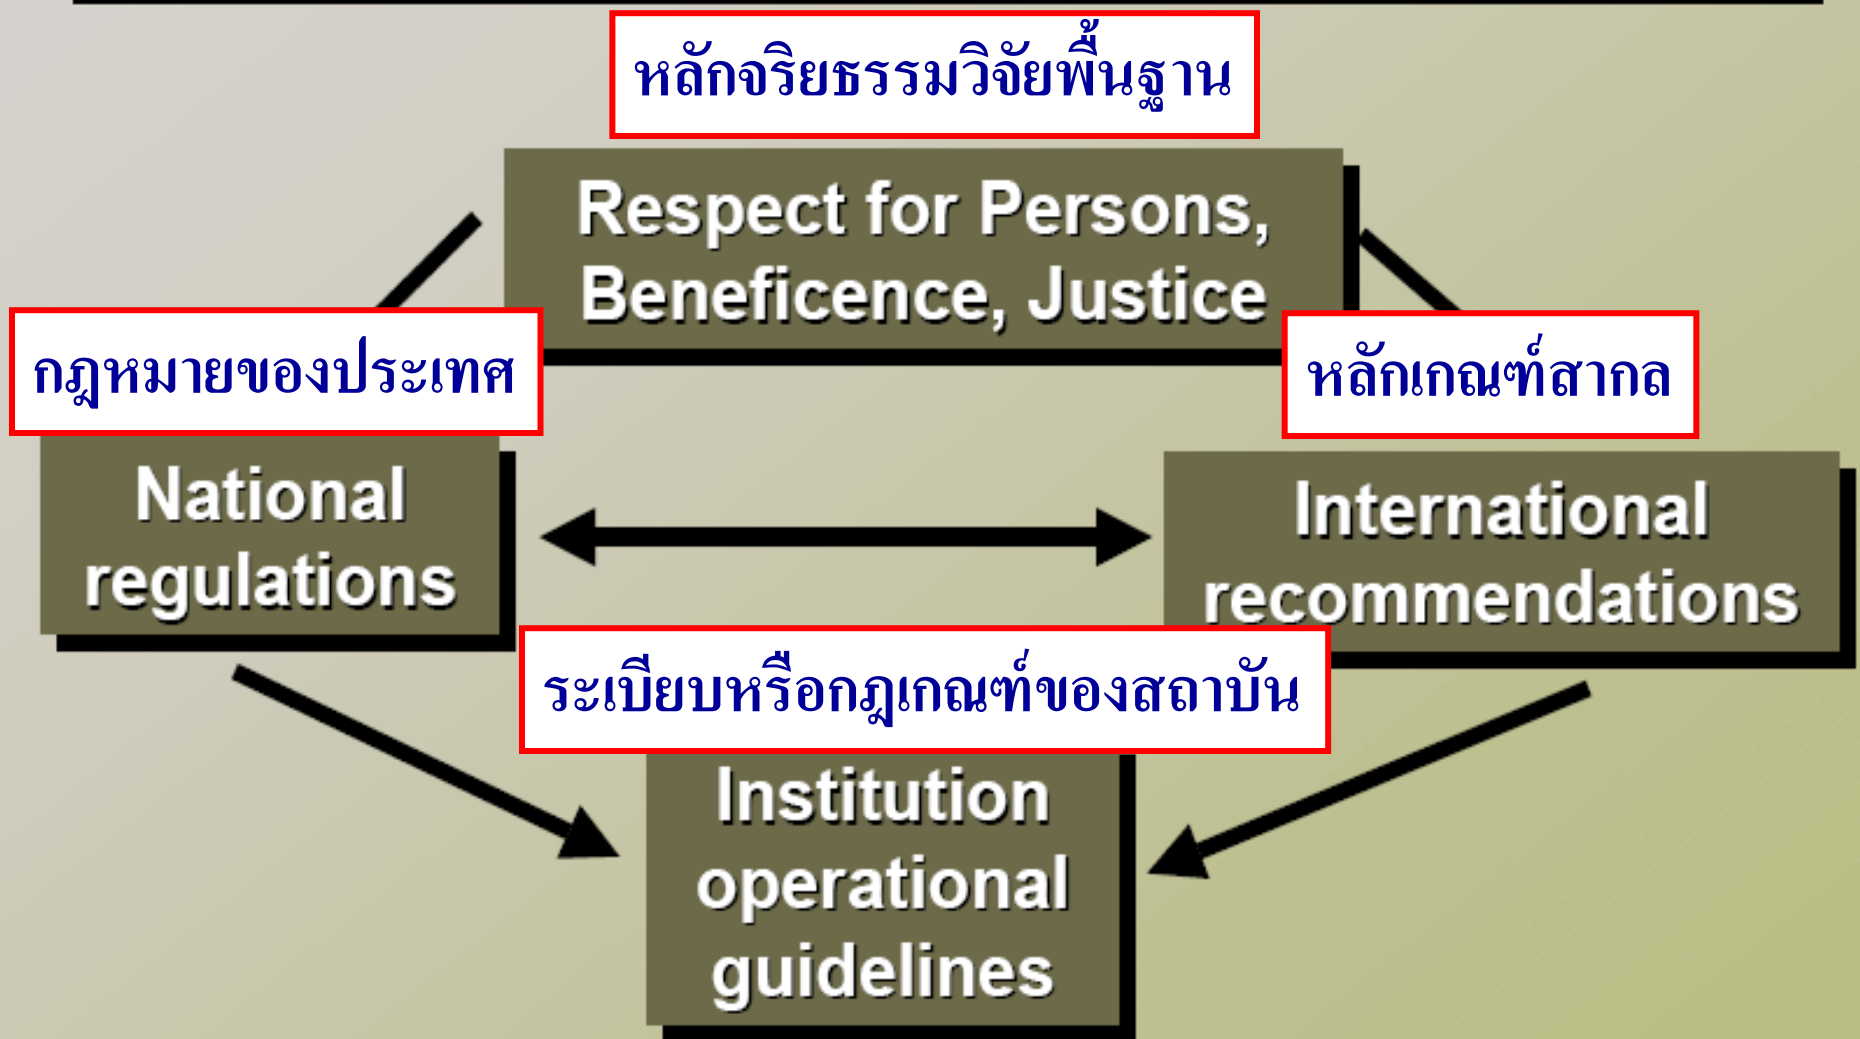 หลักจริยธรรมวิจัยพื้นฐาน
Respect for Persons,
Beneficence, Justice
กฎหมายของประเทศ
National
regulations
หลักเกณฑ์สากล
International
recommendations
ระเบียบหรือกฎเกณฑ์ของสถาบัน
Institution
operational
guidelines